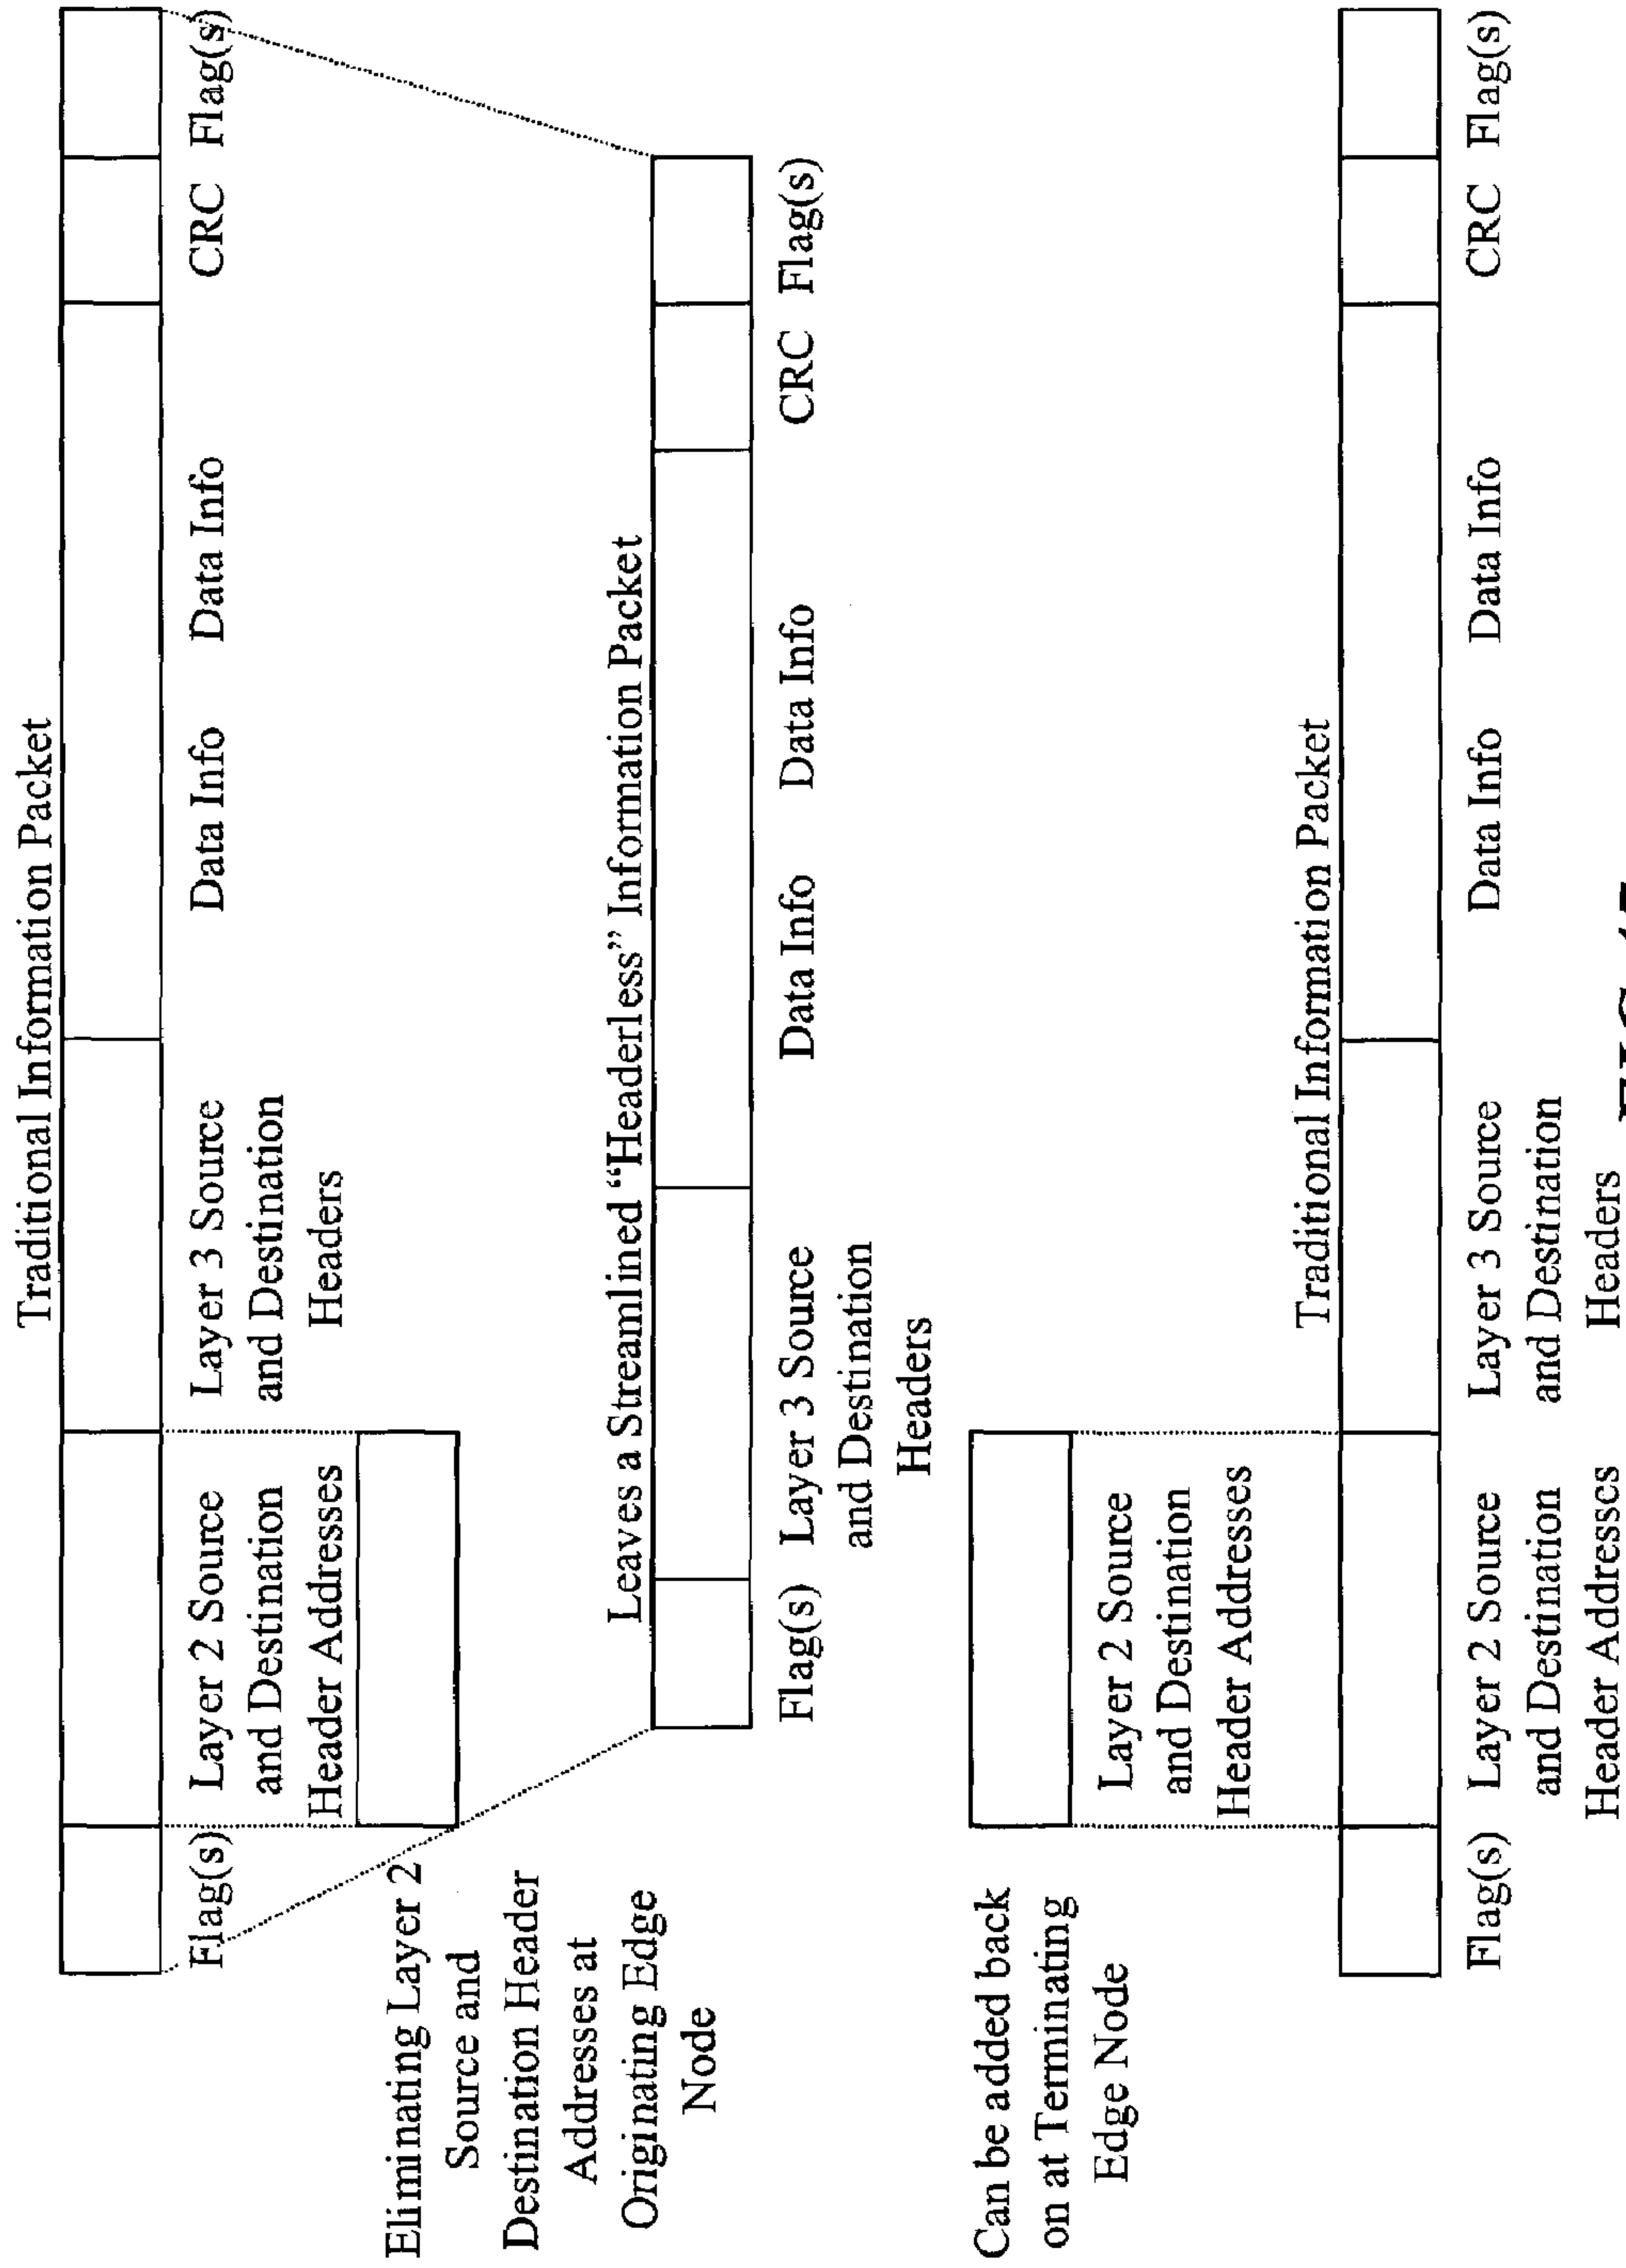 Traditional Information Packet
Flag(s) Layer 2 Source Layer 3 Source Data Info Data Info CRC Flag(s)
and Destination and Destination
Header Addresses Headers
Eliminating Layer 2
Source and
Destination Header
Addresses at
Originating Edge
Node
Leaves a Streamlined “Headerless” Information Packet
Flag(s) Layer 3 Source Data Info Data Info CRC Flag(s)
and Destination
Headers
Can be added back
on at Terminating
Edge Node
Layer 2 Source
and Destination
Header Addresses
Traditional Information Packet
Flag(s) Layer 2 Source Layer 3 Source Data Info Data Info CRC Flag(s)
and Destination and Destination
Header Addresses Headers